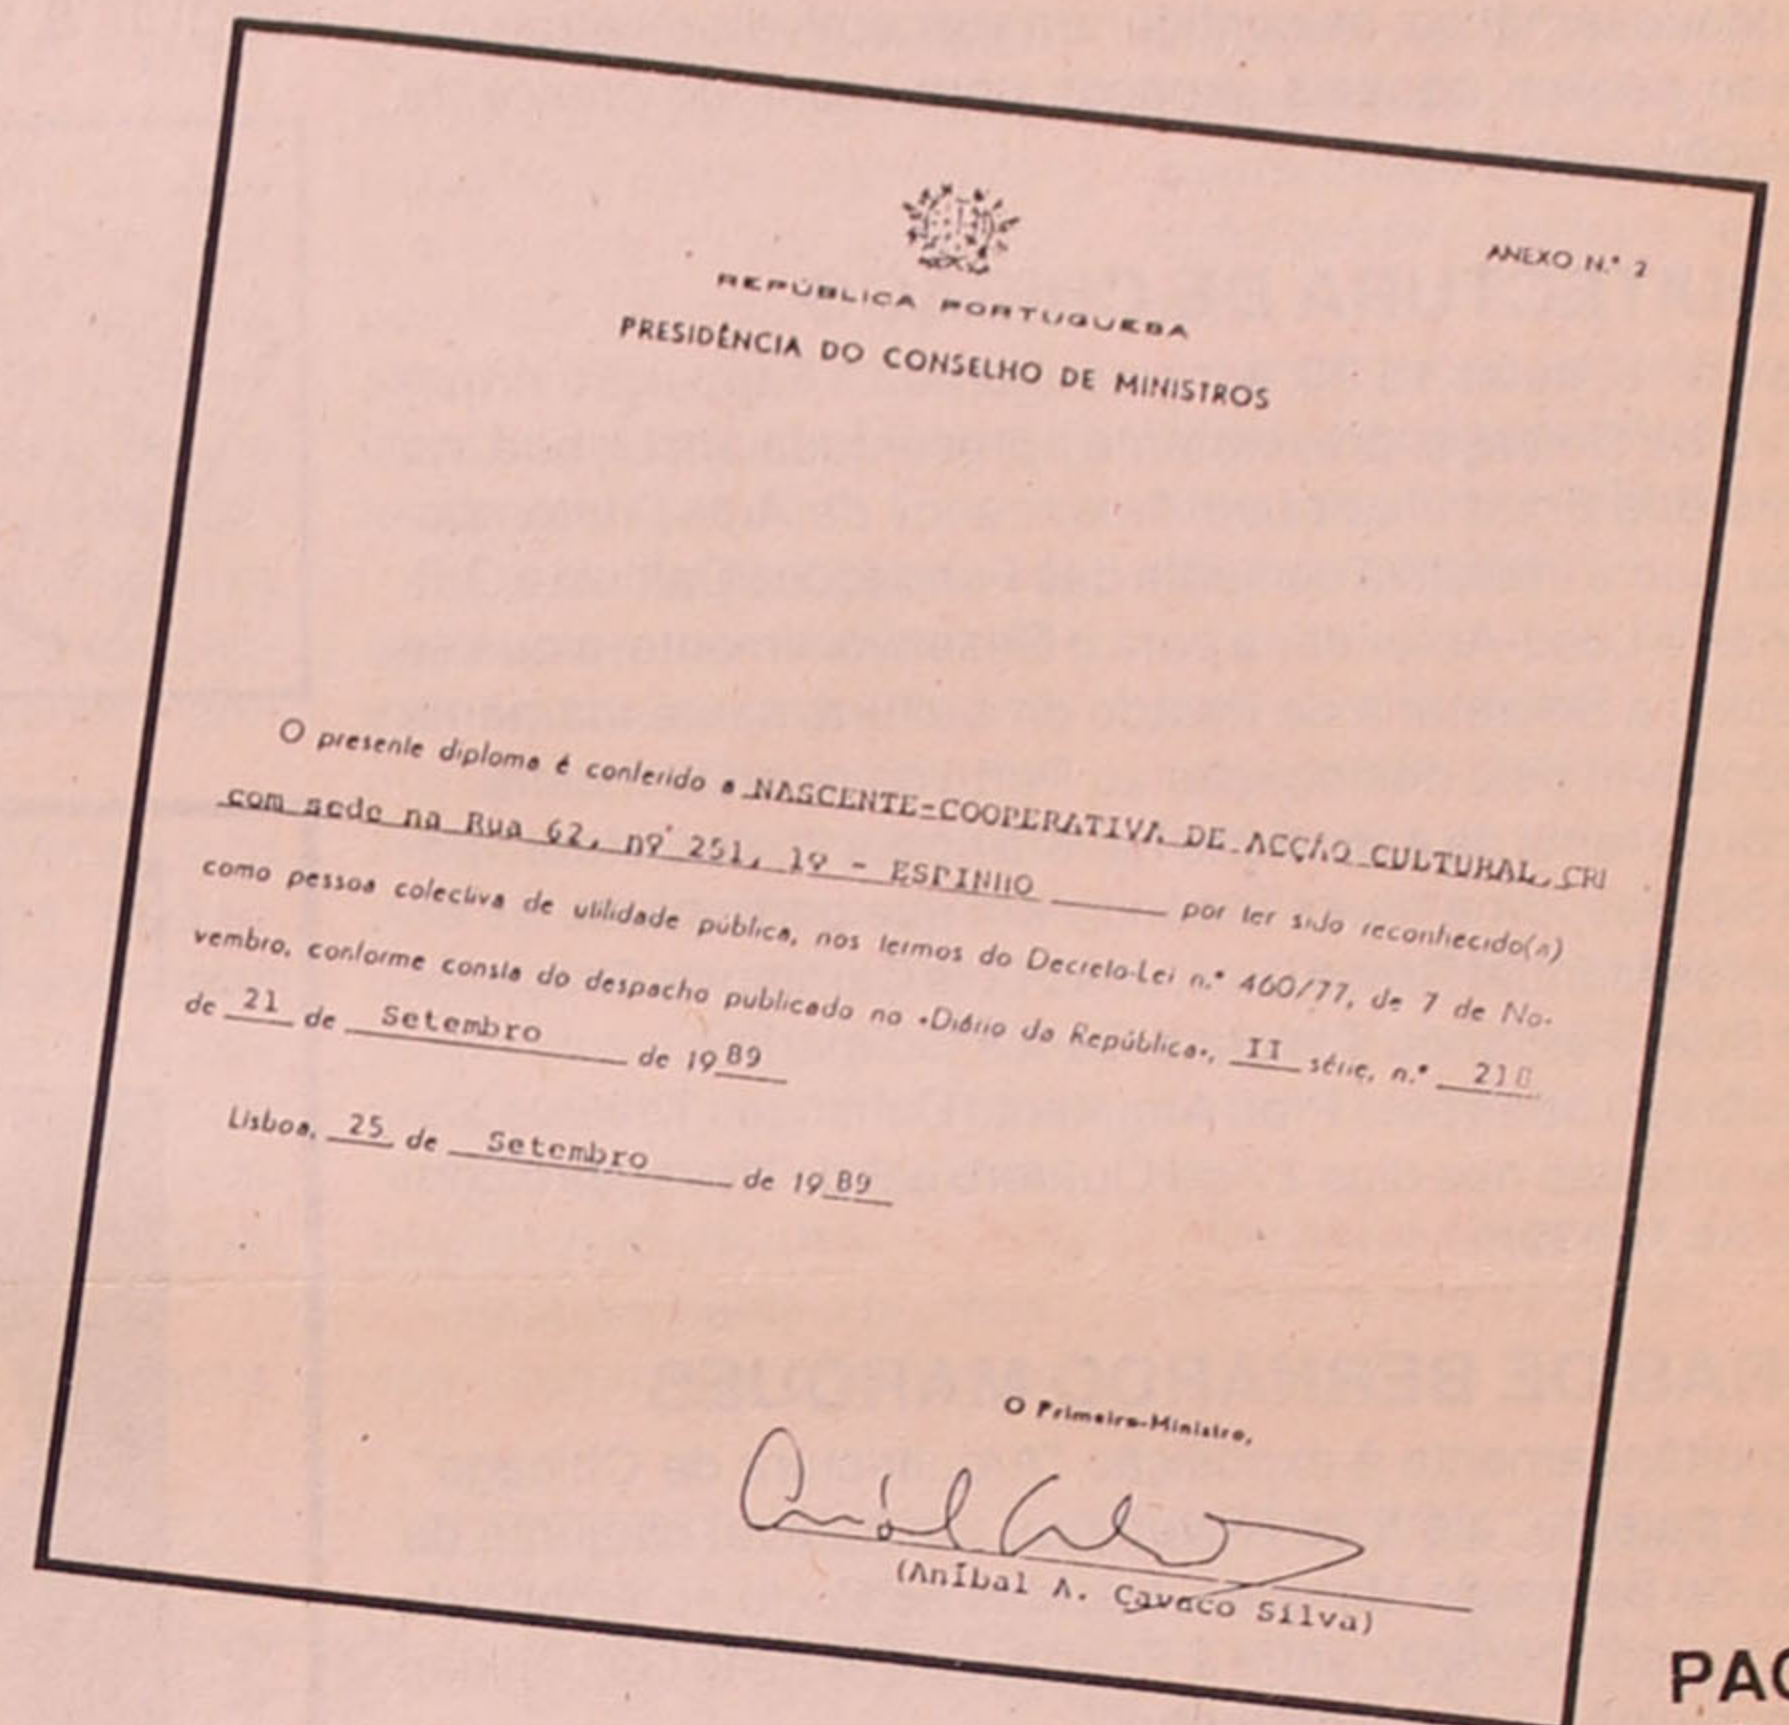 ANEXO N.º 2
REPÚBLICA PORTUGUESA
PRESIDÊNCIA DO CONSELHO DE MINISTROS
O presente diploma é conferido a NASCENTE-COOPERATIVA DE ACÇÃO CULTURAL, CRL
com sede na Rua 62, nº 251, 1º - ESPINHO por ter sido reconhecido(a)
como pessoa colectiva de utilidade pública, nos termos do Decreto-Lei n.º 460/77, de 7 de No-
vembro, conforme consta do despacho publicado no «Diário da República», II série, n.º
de 21 de Setembro de 1989
Lisboa, 25 de Setembro de 1989
O Primeiro-Ministro,
(Aníbal A. Cavaco Silva)
PAG